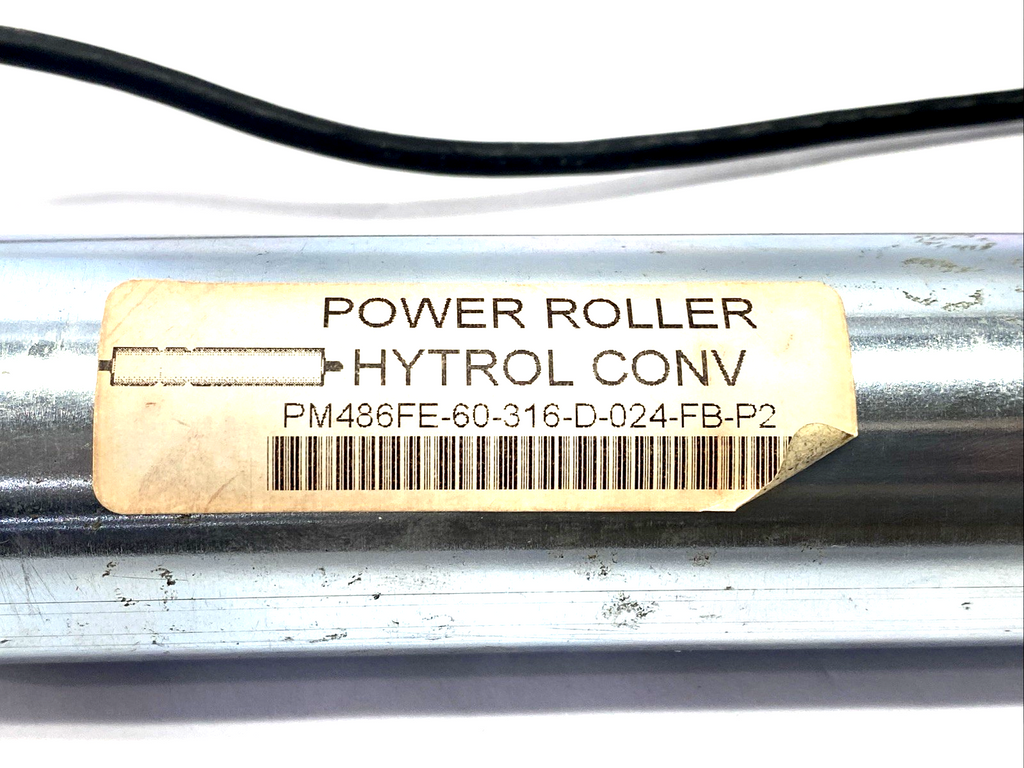 POWER ROLLER
HYTROL CONV
PM486FE-60-316-D-024-FB-P2